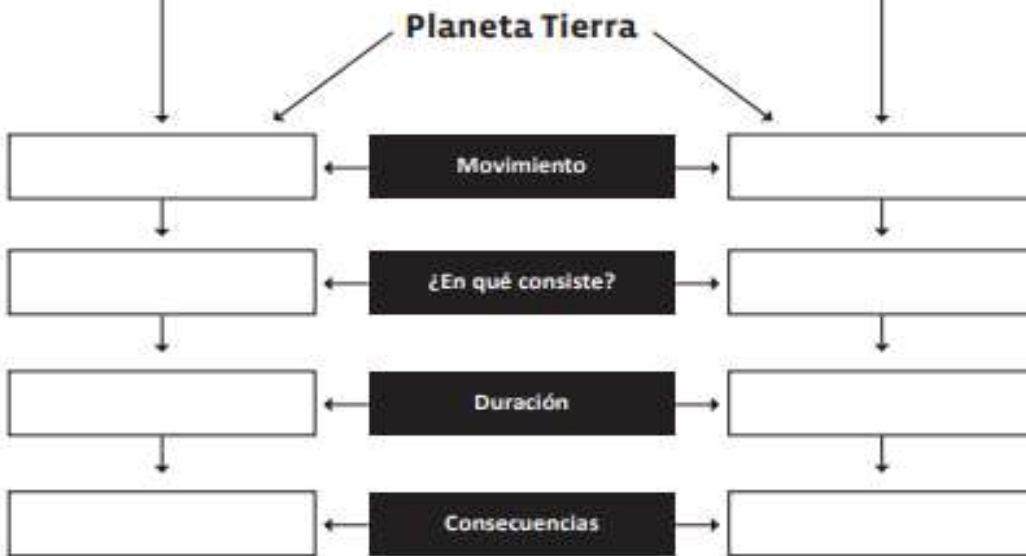 Planeta Tierra
Movimiento
¿En qué consiste?
Duración
Consecuencias